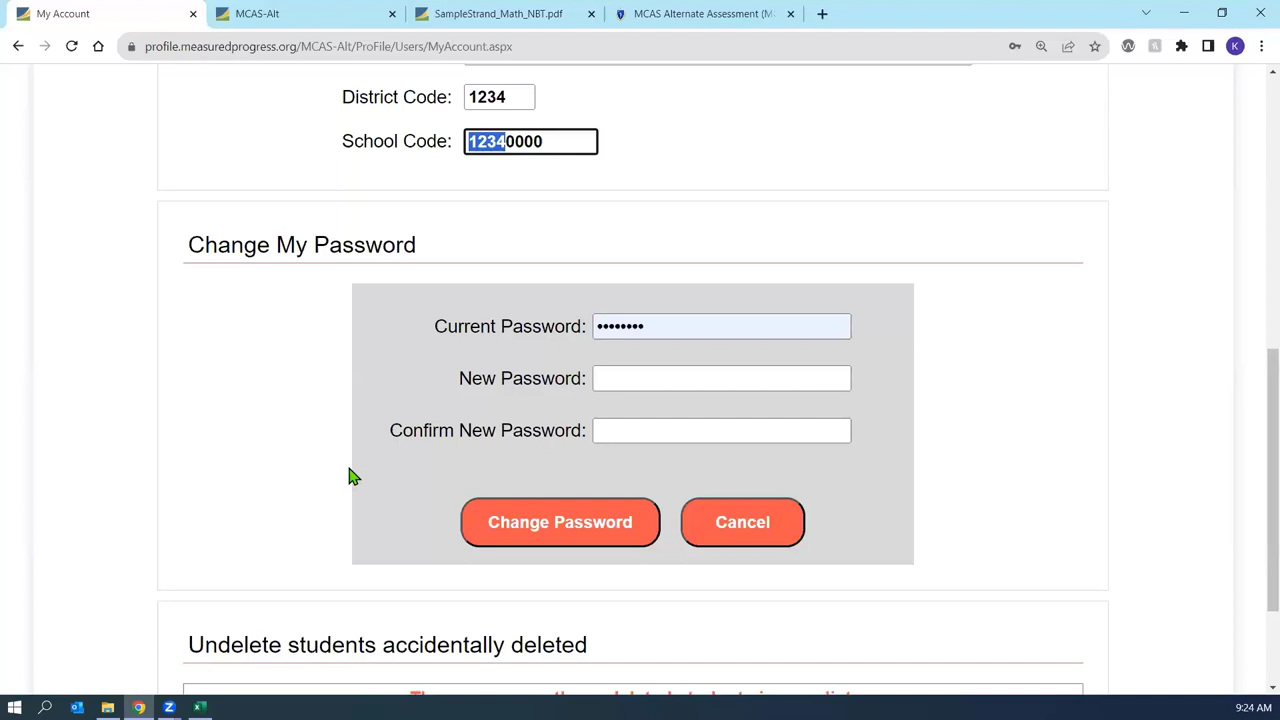 My Account
MCAS-Alt
SampleStrand_Math_NBT.pdf
MCAS Alternate Assessment (M
profile.measuredprogress.org/MCAS-Alt/ProFile/Users/MyAccount.aspx
K
District Code: 1234
School Code: 12340000
Change My Password
Current Password: ••••••••
New Password:
Confirm New Password:
Change Password
Cancel
Undelete students accidentally deleted
9:24 AM